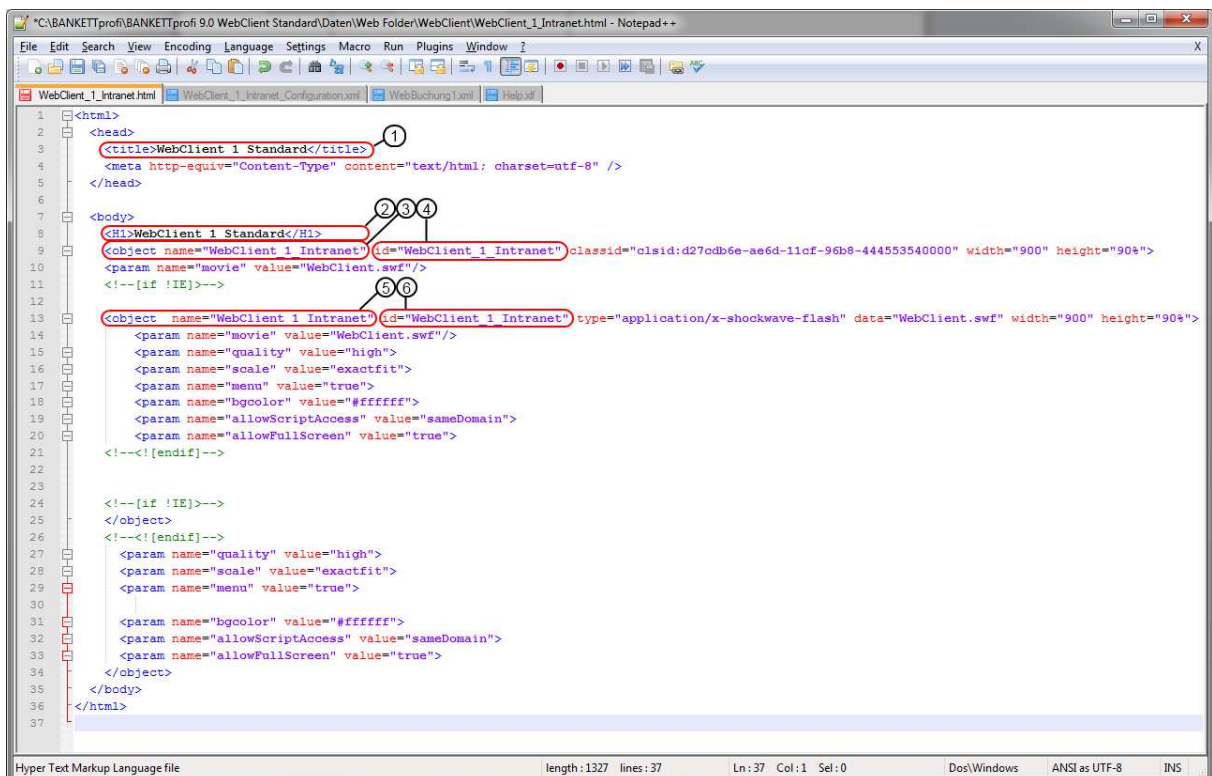 *C:\BANKETTprofi\BANKETTprofi 9.0 WebClient Standard\Daten\Web Folder\WebClient\WebClient_1_Intranet.html - Notepad++
File Edit Search View Encoding Language Settings Macro Run Plugins Window ? X
WebClient_1_Intranet.html WebClient_1_Intranet_Configuration.xml WebBuchung1.xml Help.xdf
1 <html>
2 <head>
1
3 <title>WebClient 1 Standard</title>
4 <meta http-equiv="Content-Type" content="text/html; charset=utf-8" />
5 </head>
6
2 3 4
7 <body>
8 <H1>WebClient 1 Standard</H1>
9 <object name="WebClient_1_Intranet" id="WebClient_1_Intranet" classid="clsid:d27cdb6e-ae6d-11cf-96b8-444553540000" width="900" height="90%">
10 <param name="movie" value="WebClient.swf"/>
11 <!--[if !IE]>-->
5 6
12
13 <object name="WebClient_1_Intranet" id="WebClient_1_Intranet" type="application/x-shockwave-flash" data="WebClient.swf" width="900" height="90%">
14 <param name="movie" value="WebClient.swf"/>
15 <param name="quality" value="high">
16 <param name="scale" value="exactfit">
17 <param name="menu" value="true">
18 <param name="bgcolor" value="#ffffff">
19 <param name="allowScriptAccess" value="sameDomain">
20 <param name="allowFullScreen" value="true">
21 <!--<![endif]-->
22
23
24 <!--[if !IE]>-->
25 </object>
26 <!--<![endif]-->
27 <param name="quality" value="high">
28 <param name="scale" value="exactfit">
29 <param name="menu" value="true">
30
31 <param name="bgcolor" value="#ffffff">
32 <param name="allowScriptAccess" value="sameDomain">
33 <param name="allowFullScreen" value="true">
34 </object>
35 </body>
36 </html>
37
Hyper Text Markup Language file length : 1327 lines : 37 Ln : 37 Col : 1 Sel : 0 Dos\Windows ANSI as UTF-8 INS